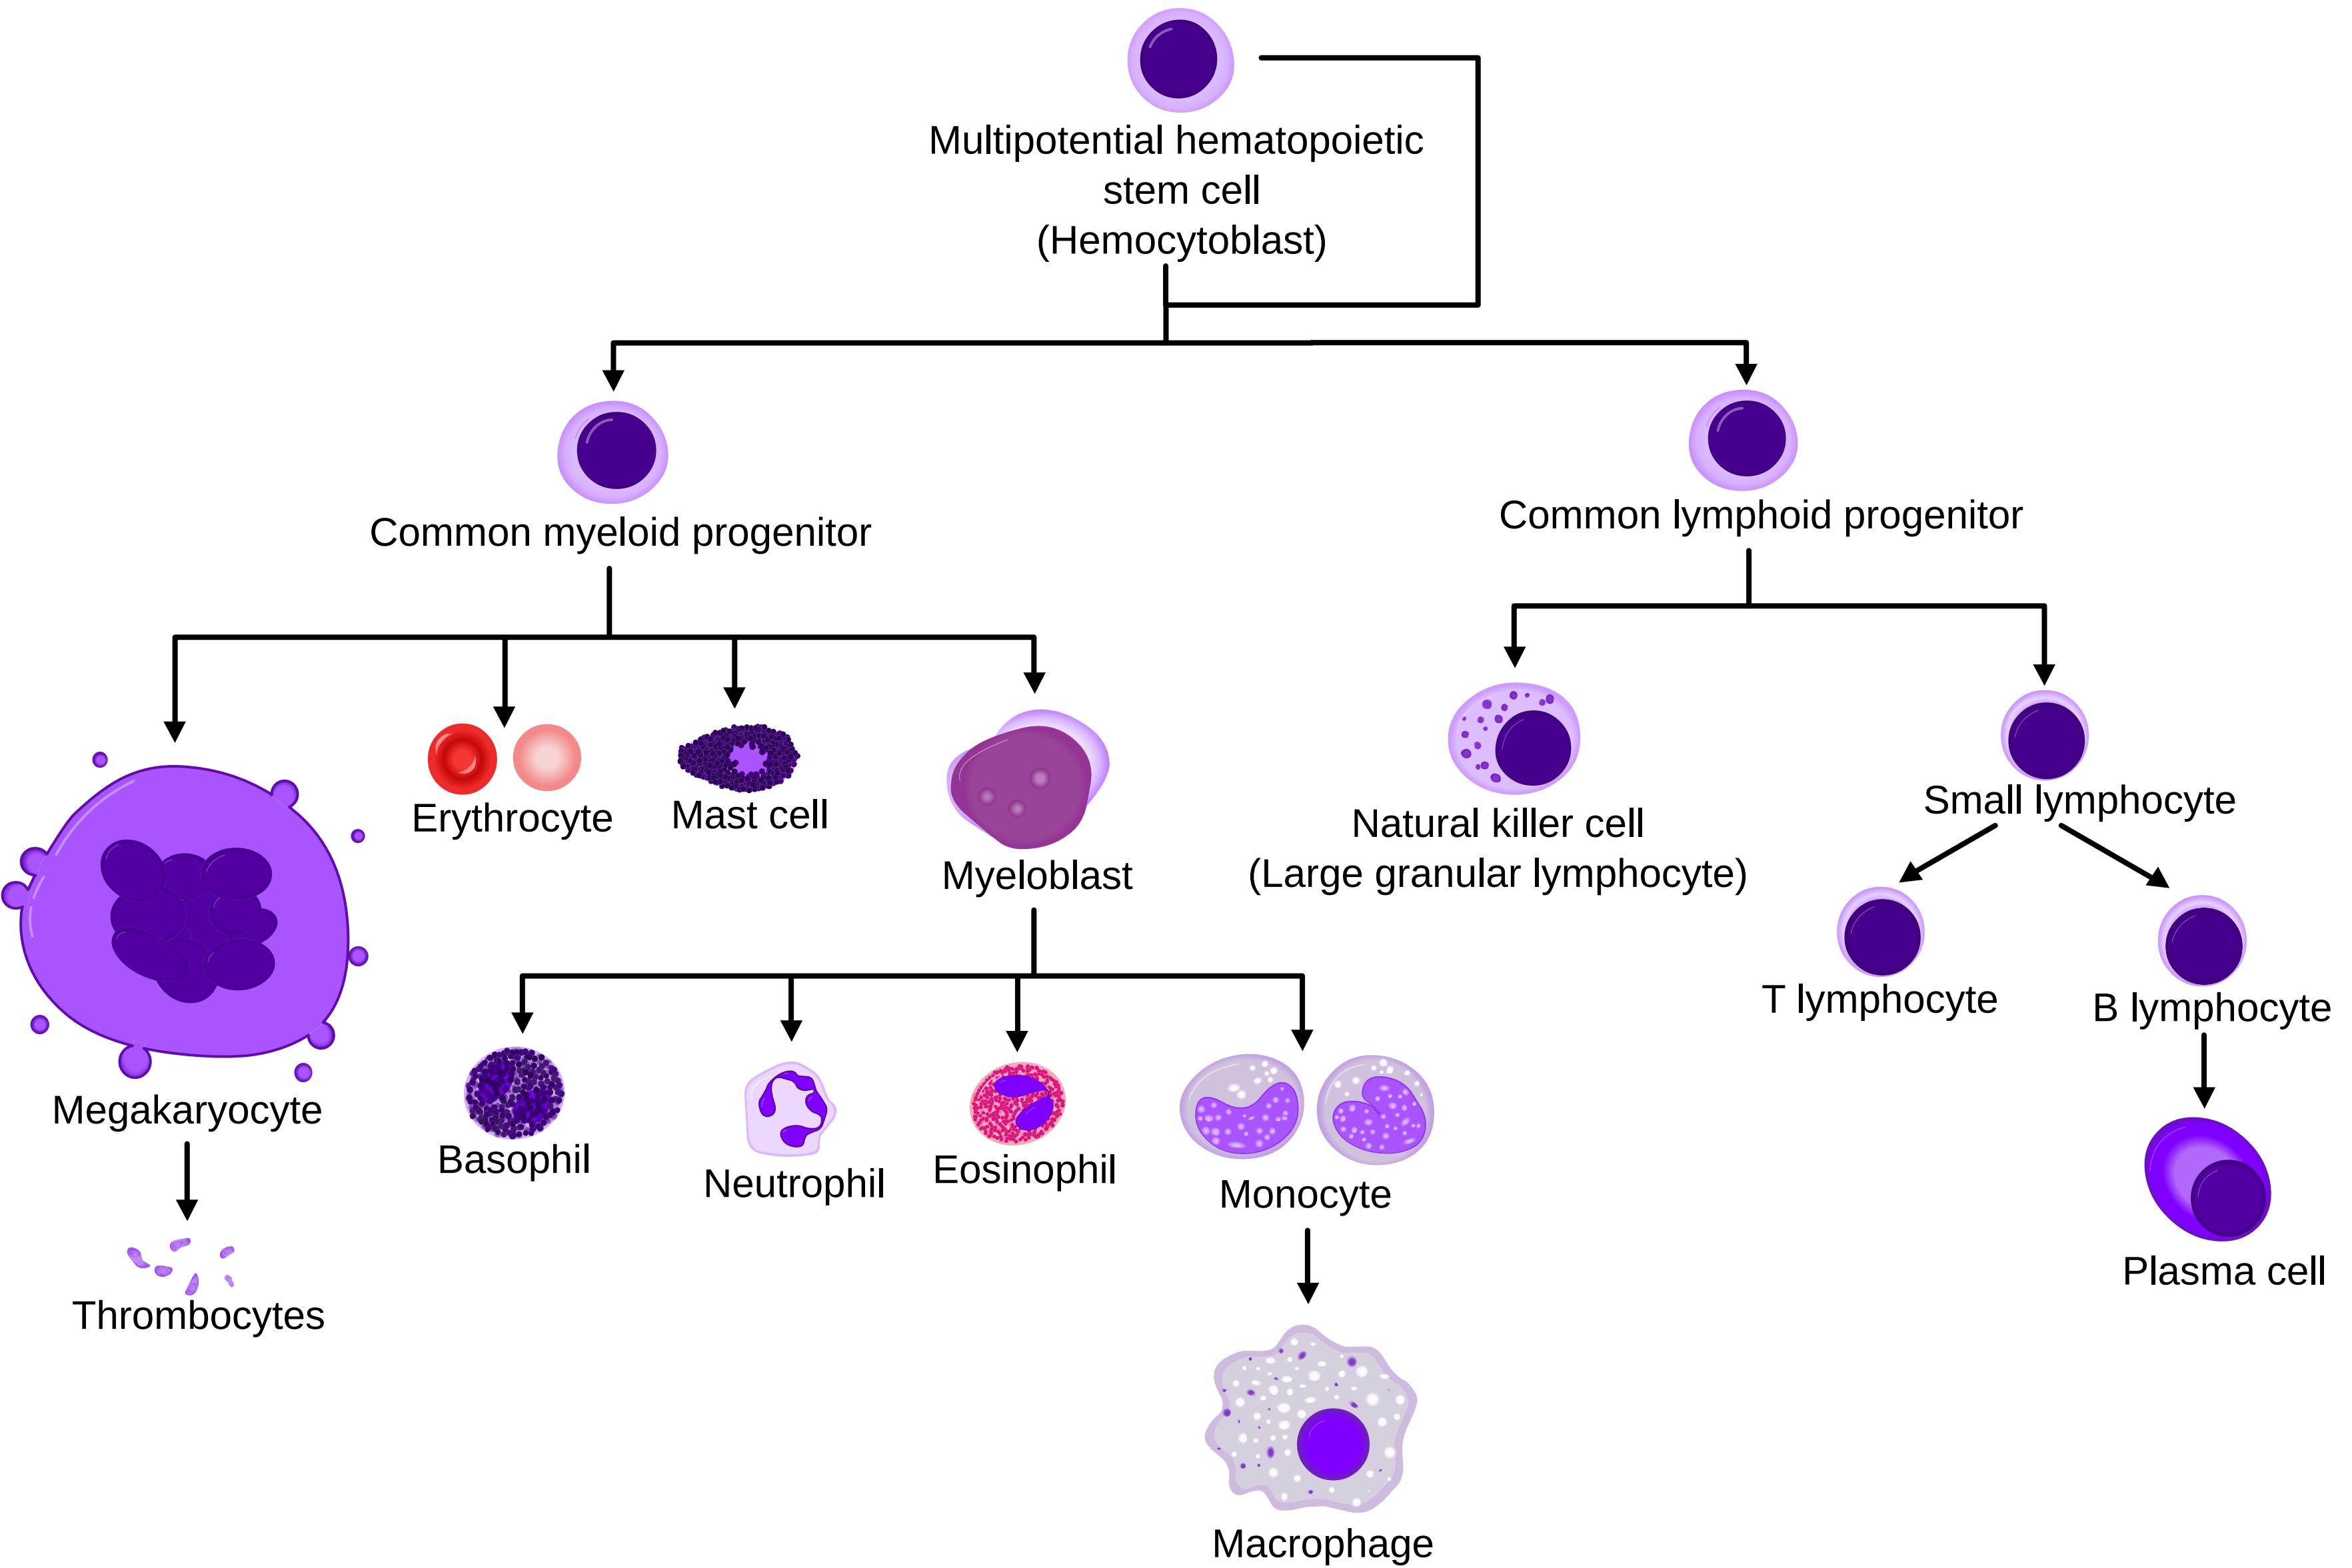 Multipotential hematopoietic
stem cell
(Hemocytoblast)
Common myeloid progenitor
Common lymphoid progenitor
Erythrocyte
Mast cell
Myeloblast
Natural killer cell
(Large granular lymphocyte)
Small lymphocyte
T lymphocyte
B lymphocyte
Megakaryocyte
Basophil
Neutrophil
Eosinophil
Monocyte
Plasma cell
Thrombocytes
Macrophage